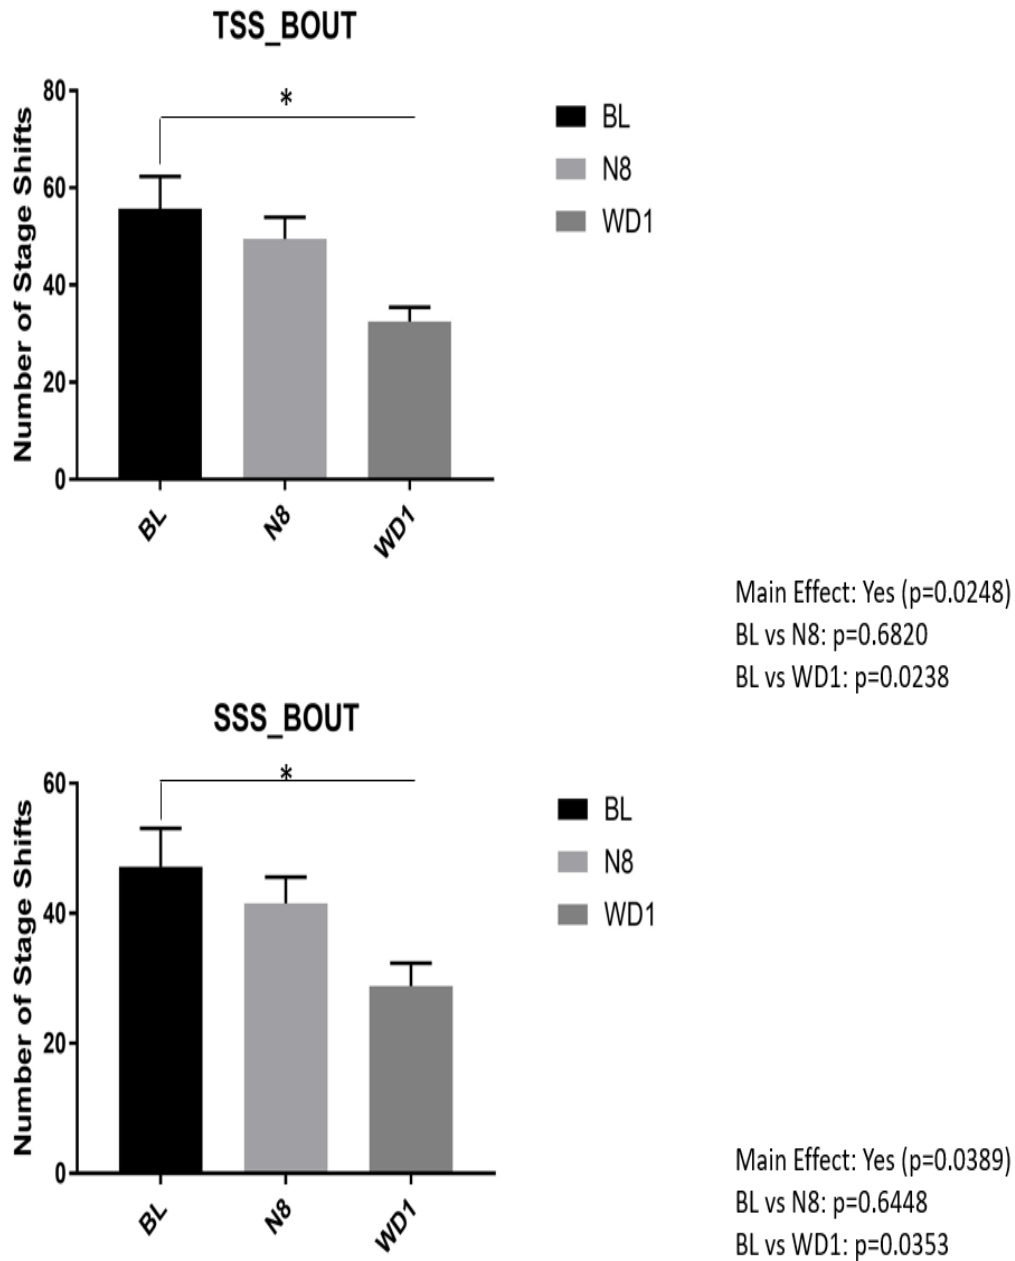 TSS_BOUT
Number of Stage Shifts
80
60
40
20
0
*
BL
N8
WD1
BL
N8
WD1
Main Effect: Yes (p=0.0248)
BL vs N8: p=0.6820
BL vs WD1: p=0.0238
SSS_BOUT
Number of Stage Shifts
60
40
20
0
*
BL
N8
WD1
BL
N8
WD1
Main Effect: Yes (p=0.0389)
BL vs N8: p=0.6448
BL vs WD1: p=0.0353